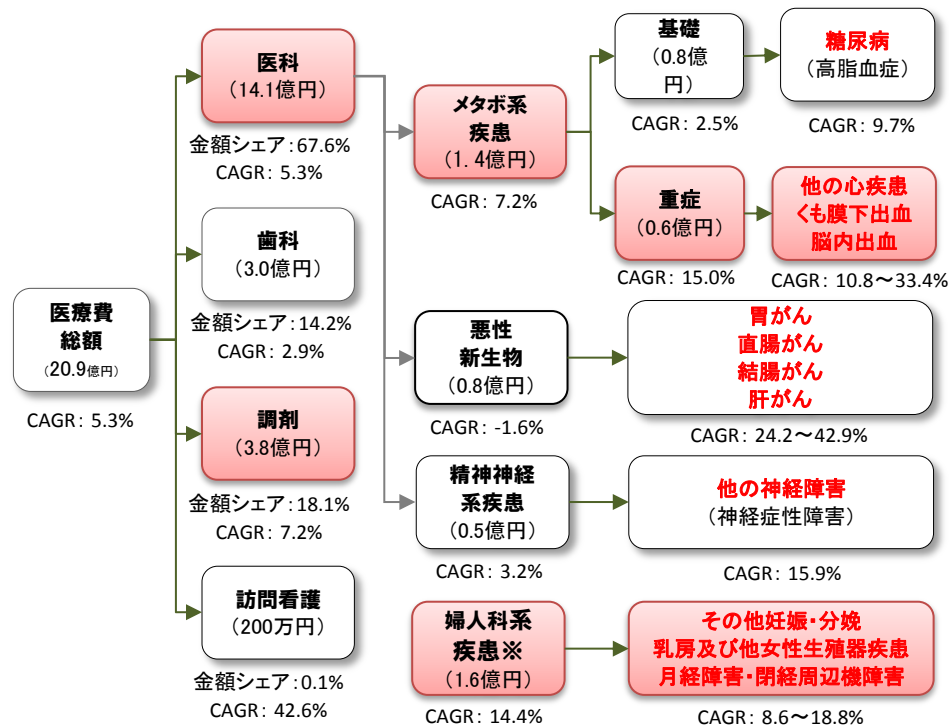 医療費
総額
(20.9億円)
CAGR: 5.3%
医科
(14.1億円)
金額シェア:67.6%
CAGR: 5.3%
歯科
(3.0億円)
金額シェア:14.2%
CAGR: 2.9%
調剤
(3.8億円)
金額シェア:18.1%
CAGR: 7.2%
訪問看護
(200万円)
金額シェア:0.1%
CAGR: 42.6%
メタボ系
疾患
(1.4億円)
CAGR: 7.2%
基礎
(0.8億
円)
CAGR: 2.5%
糖尿病
(高脂血症)
CAGR: 9.7%
重症
(0.6億円)
CAGR: 15.0%
他の心疾患
くも膜下出血
脳内出血
CAGR: 10.8~33.4%
悪性
新生物
(0.8億円)
CAGR: -1.6%
胃がん
直腸がん
結腸がん
肝がん
CAGR: 24.2~42.9%
精神神経
系疾患
(0.5億円)
CAGR: 3.2%
他の神経障害
(神経症性障害)
CAGR: 15.9%
婦人科系
疾患※
(1.6億円)
CAGR: 14.4%
その他妊娠・分娩
乳房及び他女性生殖器疾患
月経障害・閉経周辺機障害
CAGR: 8.6~18.8%